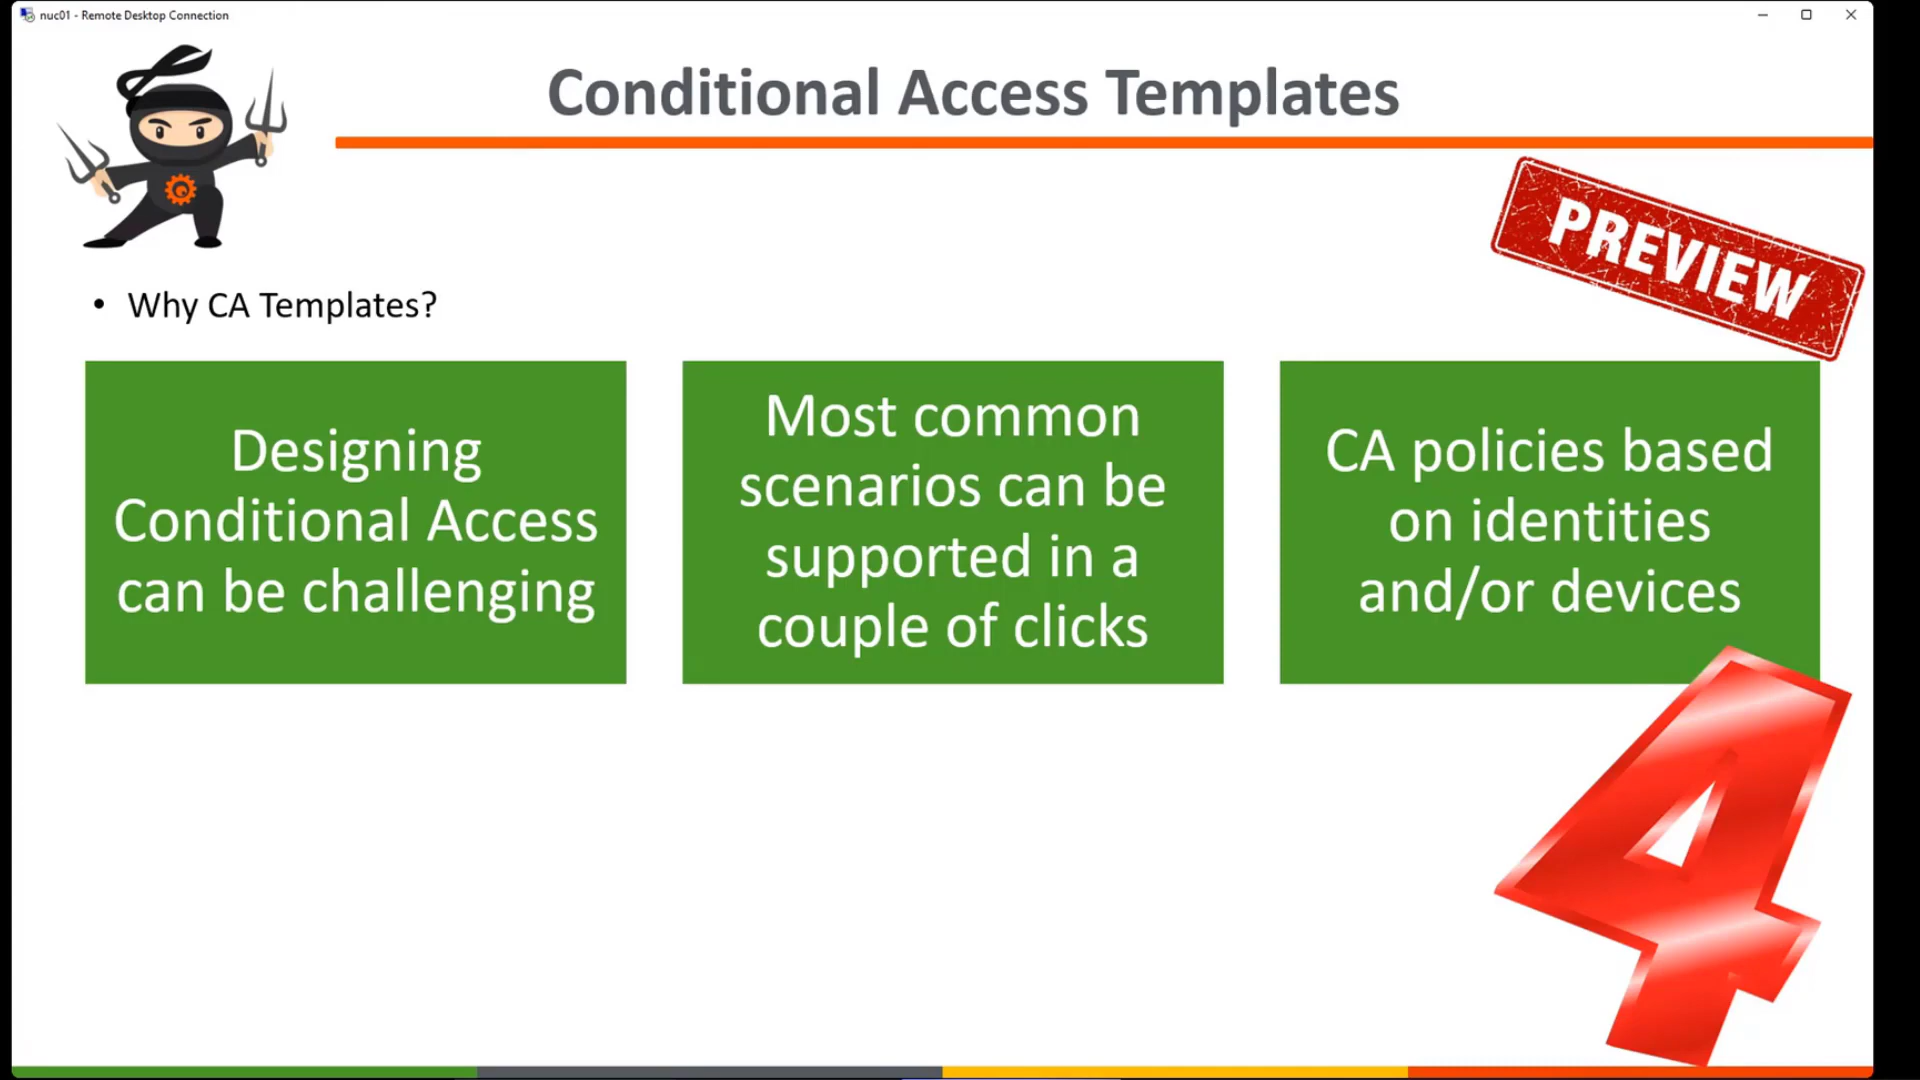 nuc01 - Remote Desktop Connection
Conditional Access Templates
PREVIEW
• Why CA Templates?
Designing
Conditional Access
can be challenging
Most common
scenarios can be
supported in a
couple of clicks
CA policies based
on identities
and/or devices
4